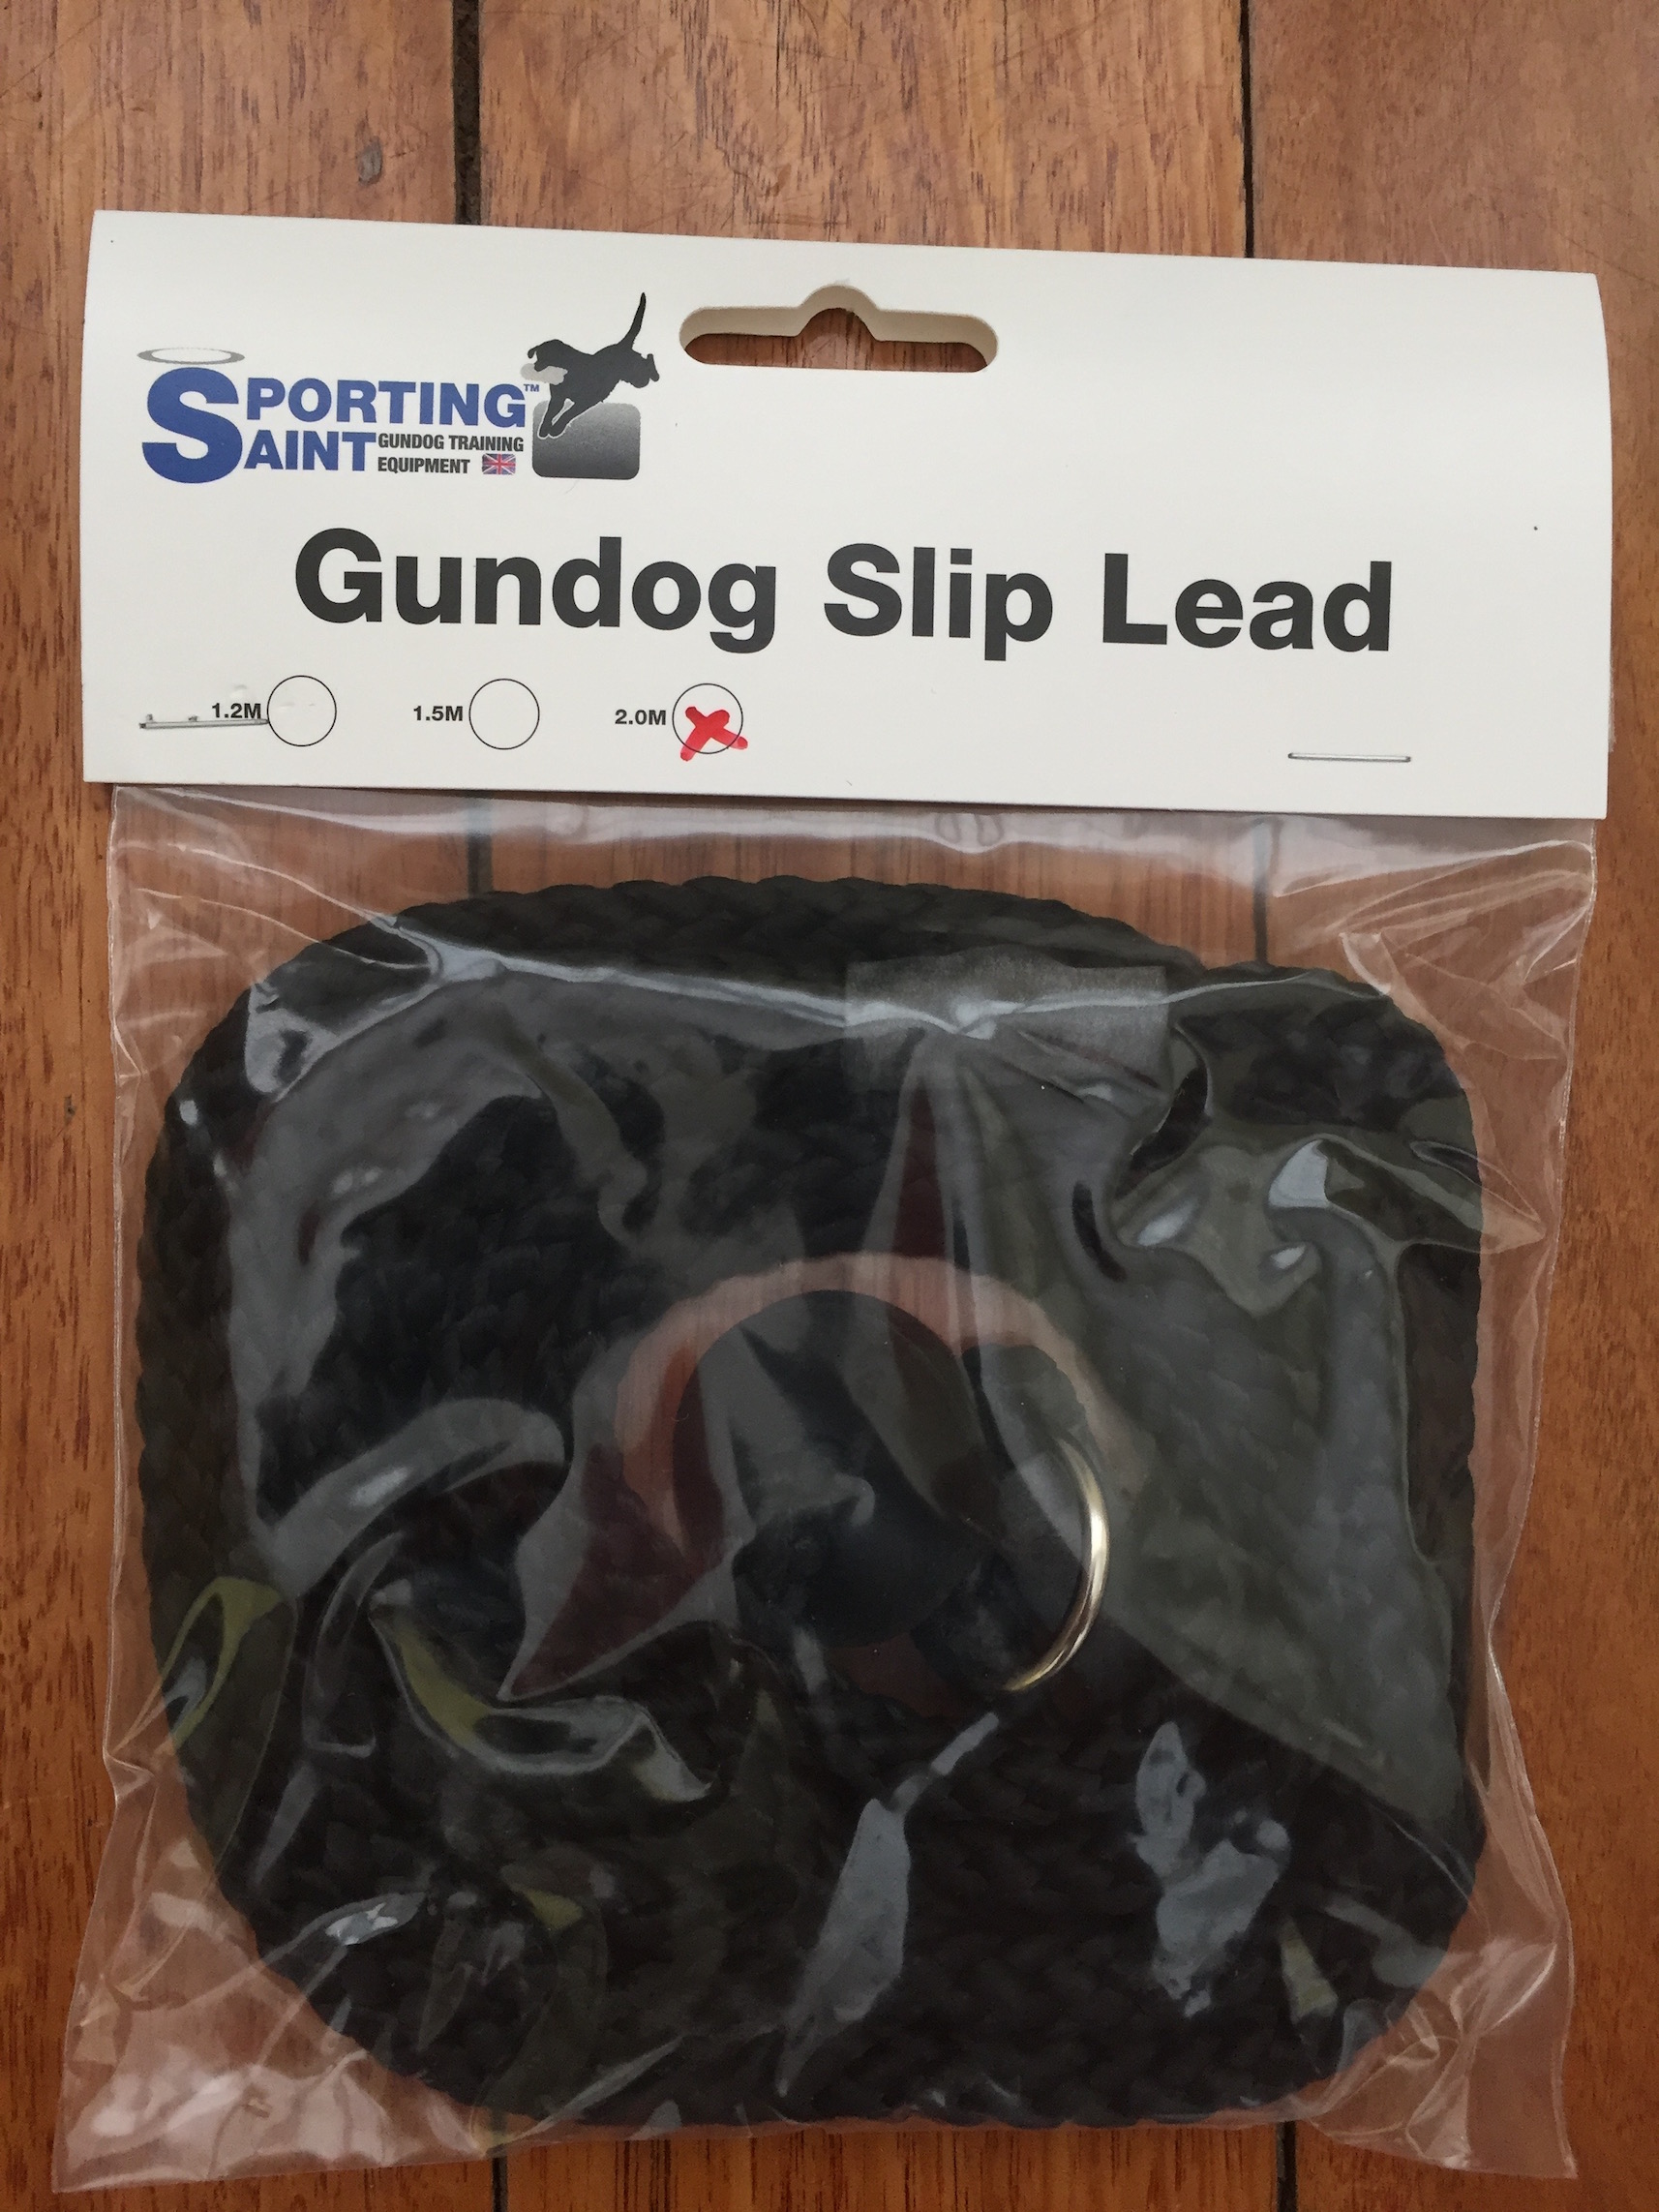 SPORTING™
SAINT GUNDOG TRAINING
EQUIPMENT
Gundog Slip Lead
1.2M 1.5M 2.0M